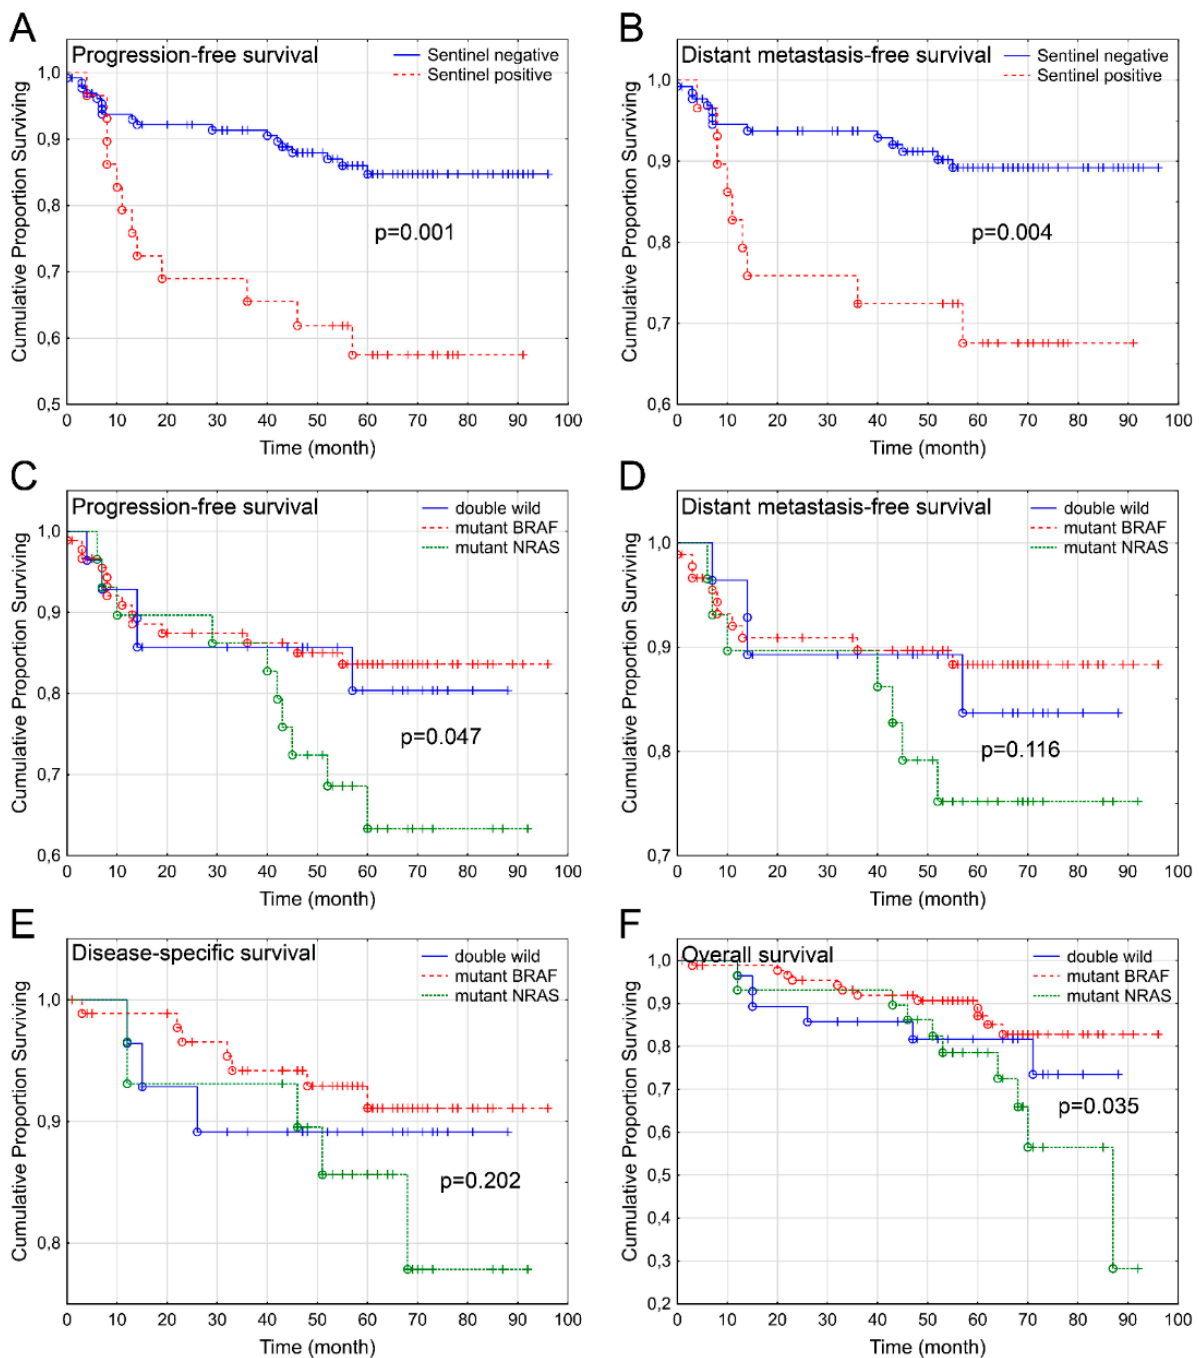 A
Progression-free survival
Sentinel negative
Sentinel positive
1,0
0,9
0,8
0,7
0,6
0,5
Cumulative Proportion Surviving
p=0.001
0 10 20 30 40 50 60 70 80 90 100
Time (month)
B
Distant metastasis-free survival
Sentinel negative
Sentinel positive
1,0
0,9
0,8
0,7
0,6
Cumulative Proportion Surviving
p=0.004
0 10 20 30 40 50 60 70 80 90 100
Time (month)
C
Progression-free survival
double wild
mutant BRAF
mutant NRAS
1,0
0,9
0,8
0,7
0,6
Cumulative Proportion Surviving
p=0.047
0 10 20 30 40 50 60 70 80 90 100
Time (month)
D
Distant metastasis-free survival
double wild
mutant BRAF
mutant NRAS
1,0
0,9
0,8
0,7
Cumulative Proportion Surviving
p=0.116
0 10 20 30 40 50 60 70 80 90 100
Time (month)
E
Disease-specific survival
double wild
mutant BRAF
mutant NRAS
1,0
0,9
0,8
Cumulative Proportion Surviving
p=0.202
0 10 20 30 40 50 60 70 80 90 100
Time (month)
F
Overall survival
double wild
mutant BRAF
mutant NRAS
1,0
0,9
0,8
0,7
0,6
0,5
0,4
0,3
0,2
Cumulative Proportion Surviving
p=0.035
0 10 20 30 40 50 60 70 80 90 100
Time (month)